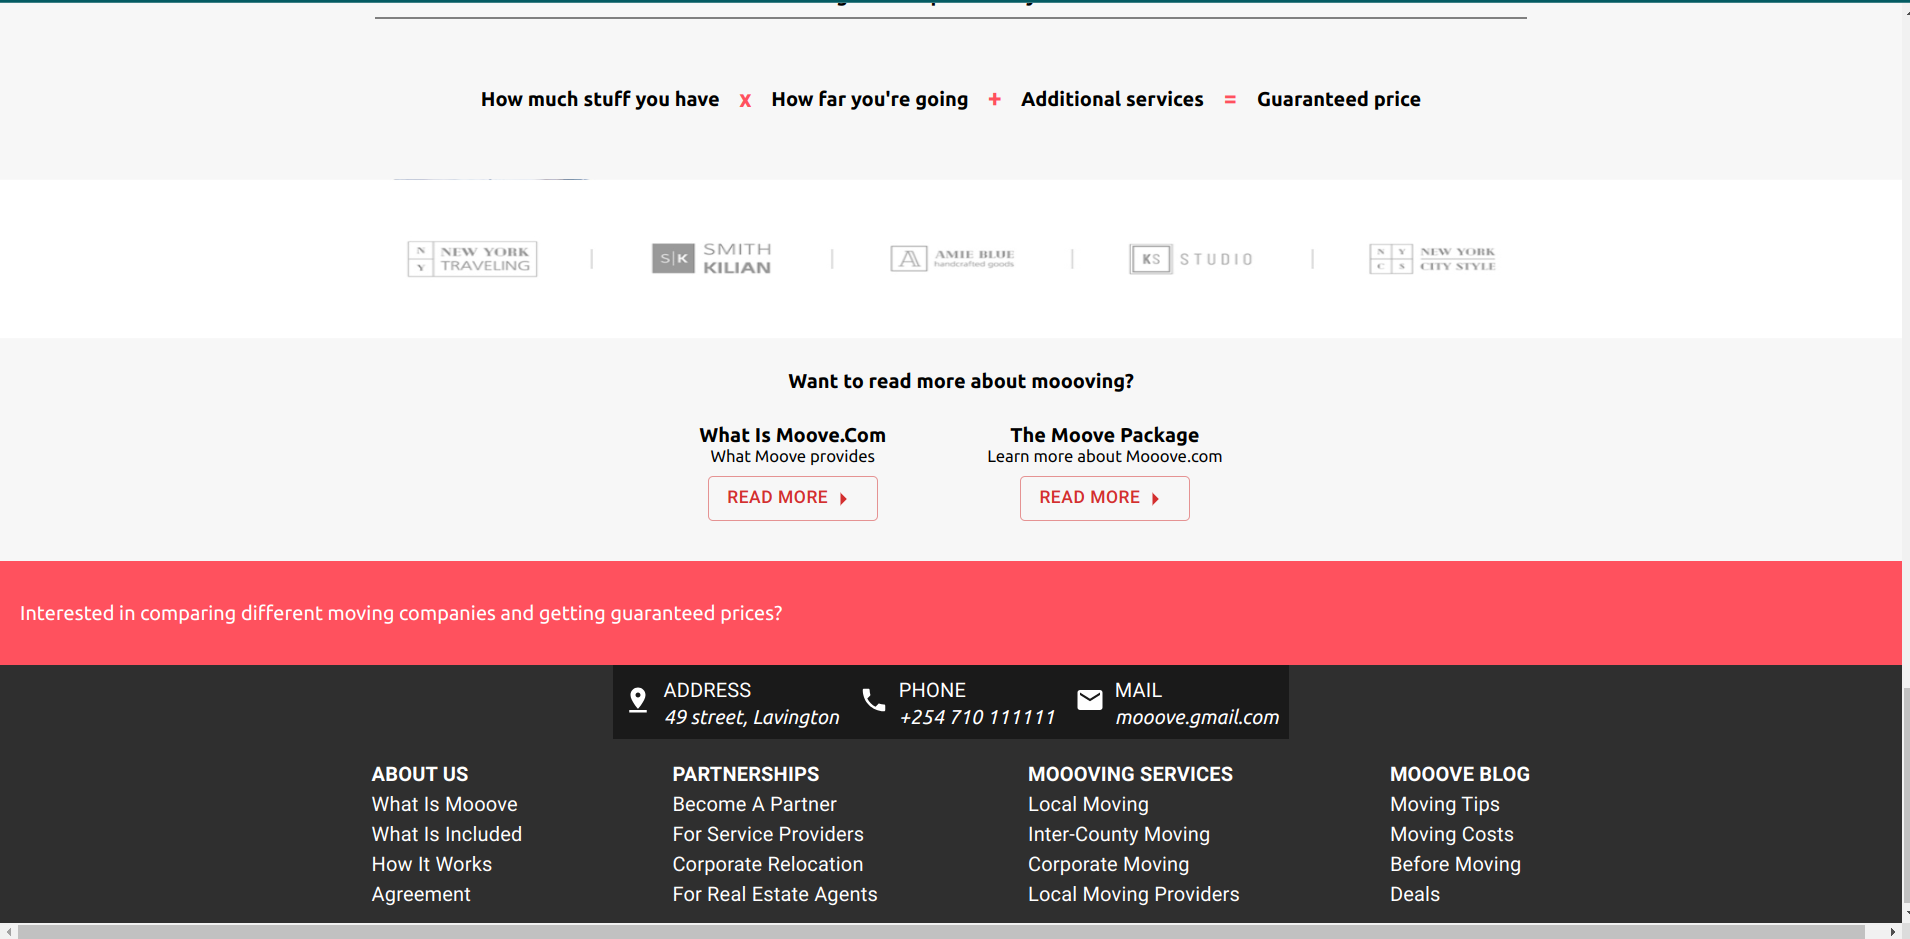 How much stuff you have x How far you're going + Additional services = Guaranteed price
N Y NEW YORK TRAVELING
S|K SMITH KILIAN
AMIE BLUE
handcrafted goods
KS STUDIO
N Y C S NEW YORK CITY STYLE
Want to read more about moooving?
What Is Moove.Com
What Moove provides
READ MORE
The Moove Package
Learn more about Mooove.com
READ MORE
Interested in comparing different moving companies and getting guaranteed prices?
ADDRESS
49 street, Lavington
PHONE
+254 710 111111
MAIL
mooove.gmail.com
ABOUT US
What Is Mooove
What Is Included
How It Works
Agreement
PARTNERSHIPS
Become A Partner
For Service Providers
Corporate Relocation
For Real Estate Agents
MOOOVING SERVICES
Local Moving
Inter-County Moving
Corporate Moving
Local Moving Providers
MOOOVE BLOG
Moving Tips
Moving Costs
Before Moving
Deals